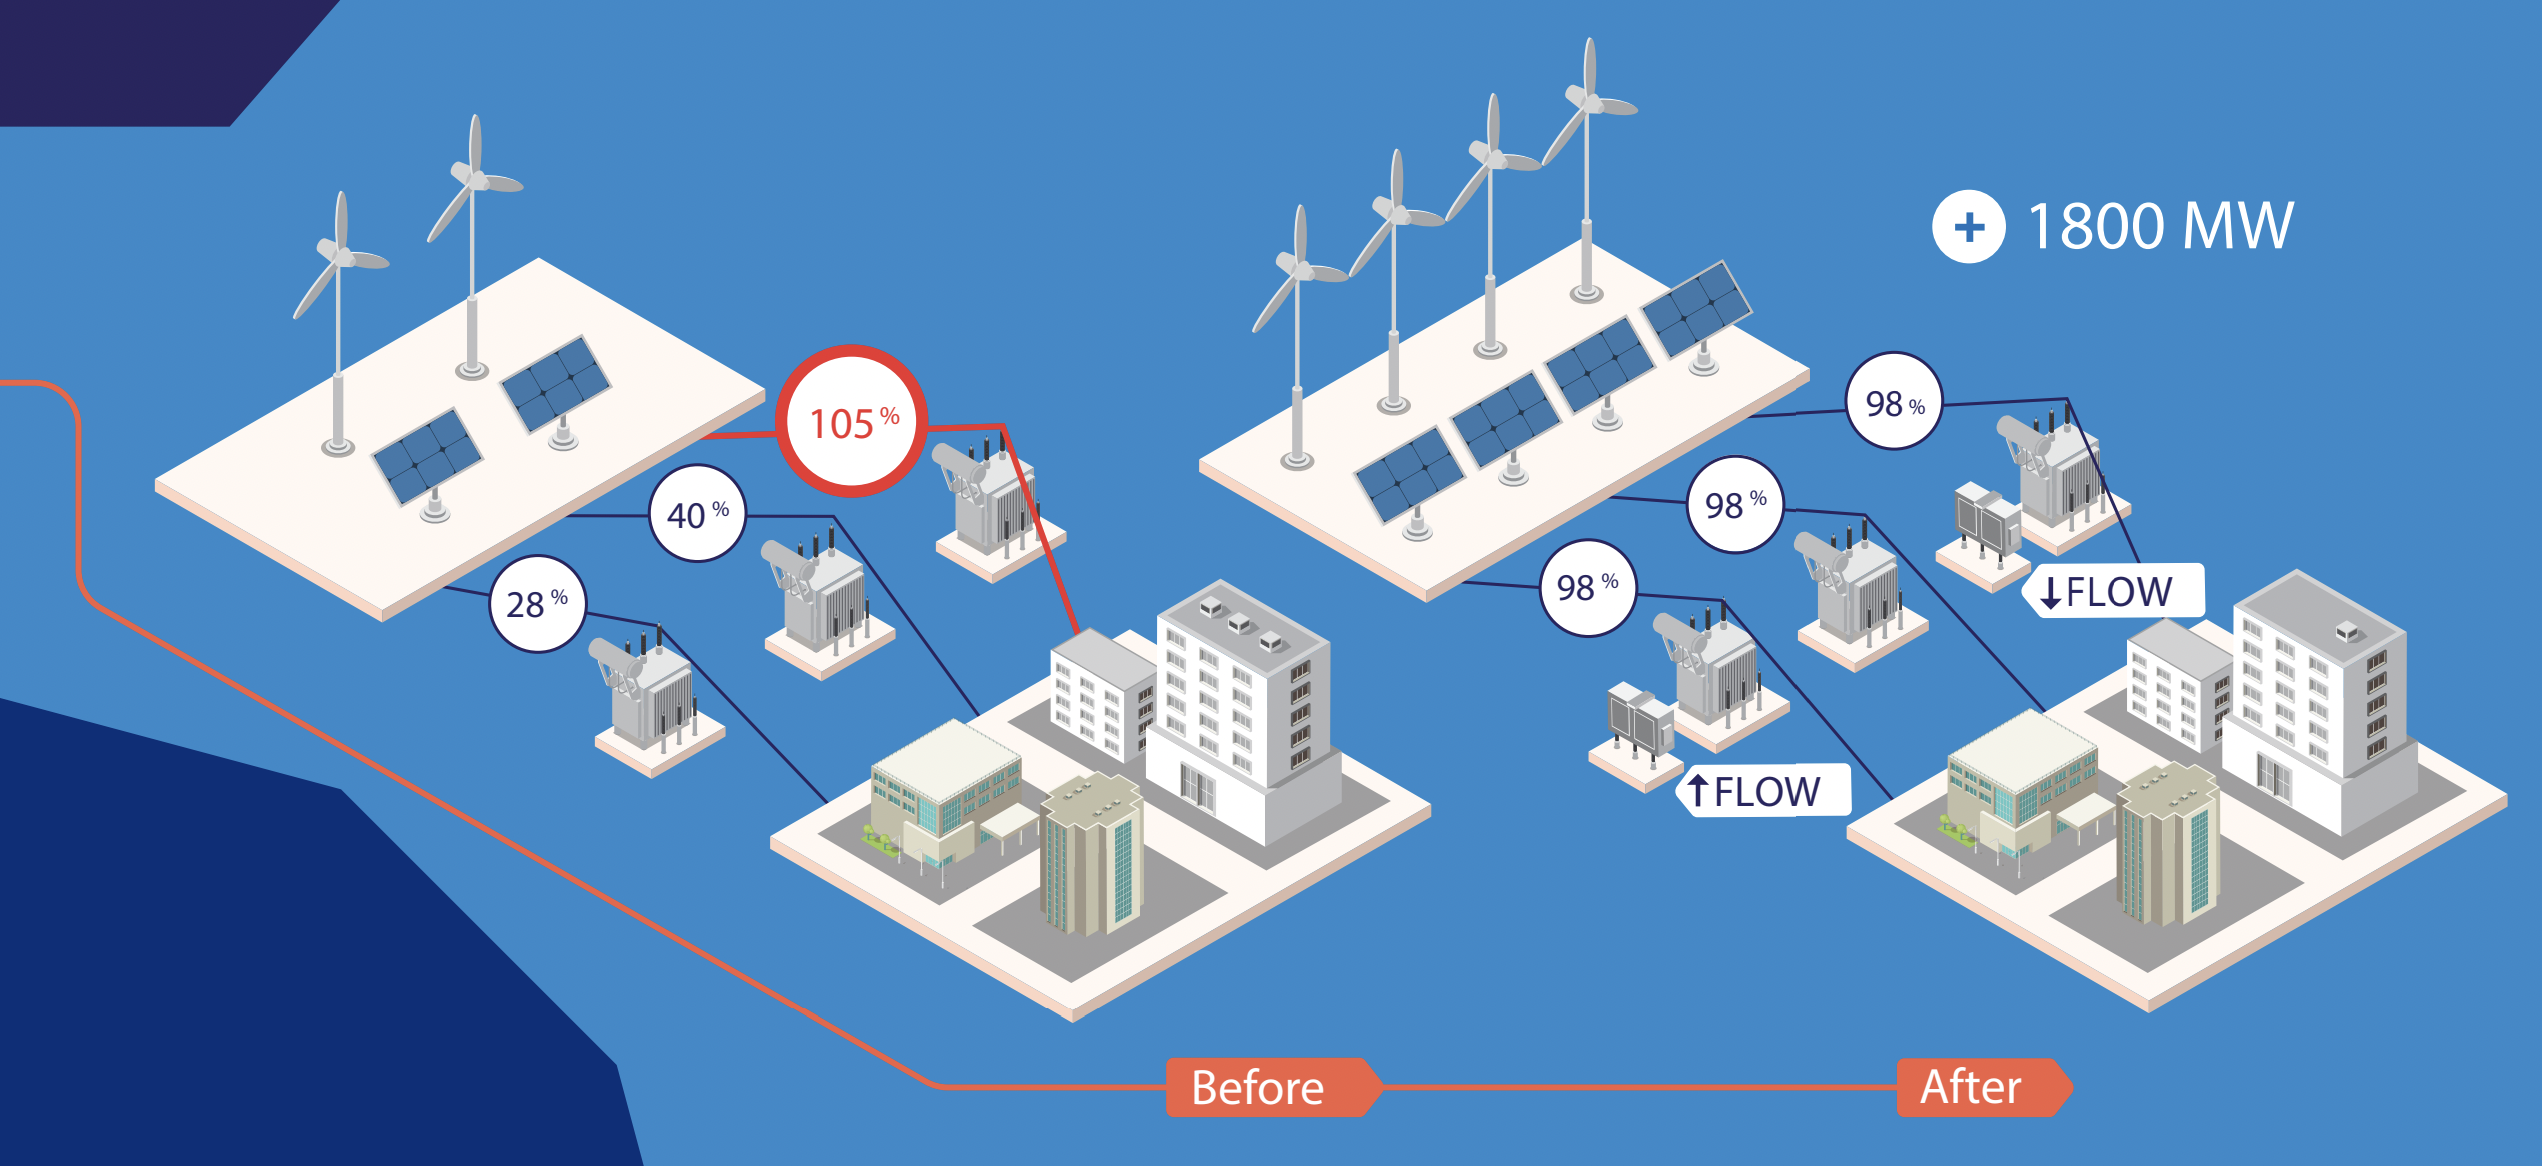 105 %
40 %
28 %
+ 1800 MW
98 %
98 %
98 %
↓FLOW
↑FLOW
Before
After